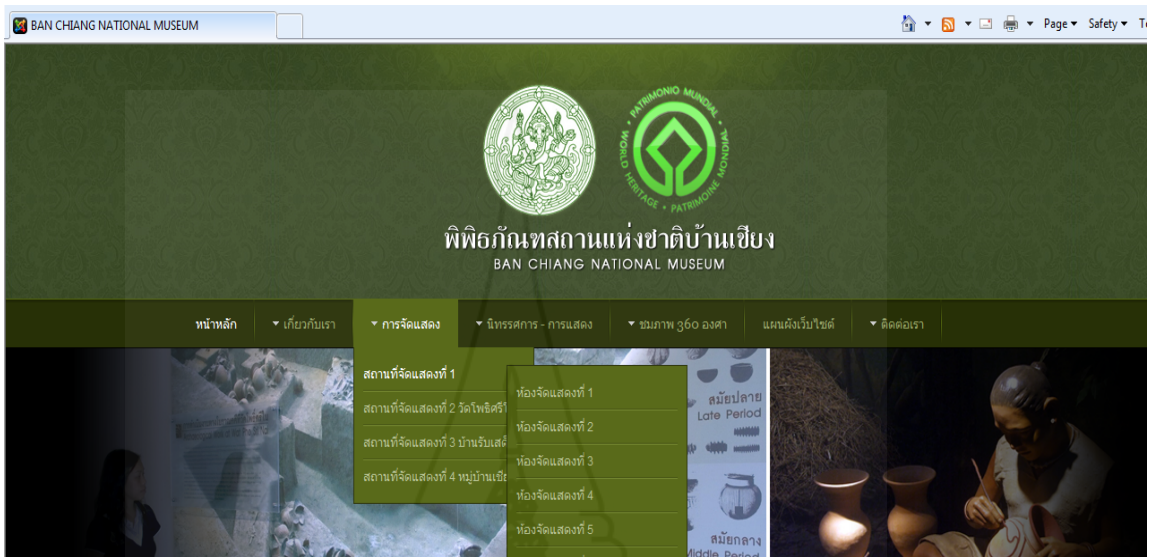 BAN CHIANG NATIONAL MUSEUM
Page
Safety
PATRIMONIO MUNDIAL • WORLD HERITAGE • PATRIMOINE MONDIAL
พิพิธภัณฑสถานแห่งชาติบ้านเชียง
BAN CHIANG NATIONAL MUSEUM
หน้าหลัก เกี่ยวกับเรา การจัดแสดง นิทรรศการ - การแสดง ชมภาพ ๓๖๐ องศา แผนผังเว็บไซต์ ติดต่อเรา
สถานที่จัดแสดงที่ 1
สถานที่จัดแสดงที่ 2 วัดโพธิศรี
สถานที่จัดแสดงที่ 3 บ้านรับเสด็
สถานที่จัดแสดงที่ 4 หมู่บ้านเชีย
ห้องจัดแสดงที่ 1
ห้องจัดแสดงที่ 2
ห้องจัดแสดงที่ 3
ห้องจัดแสดงที่ 4
ห้องจัดแสดงที่ 5
สมัยปลาย
Late Period
สมัยกลาง
Middle Period